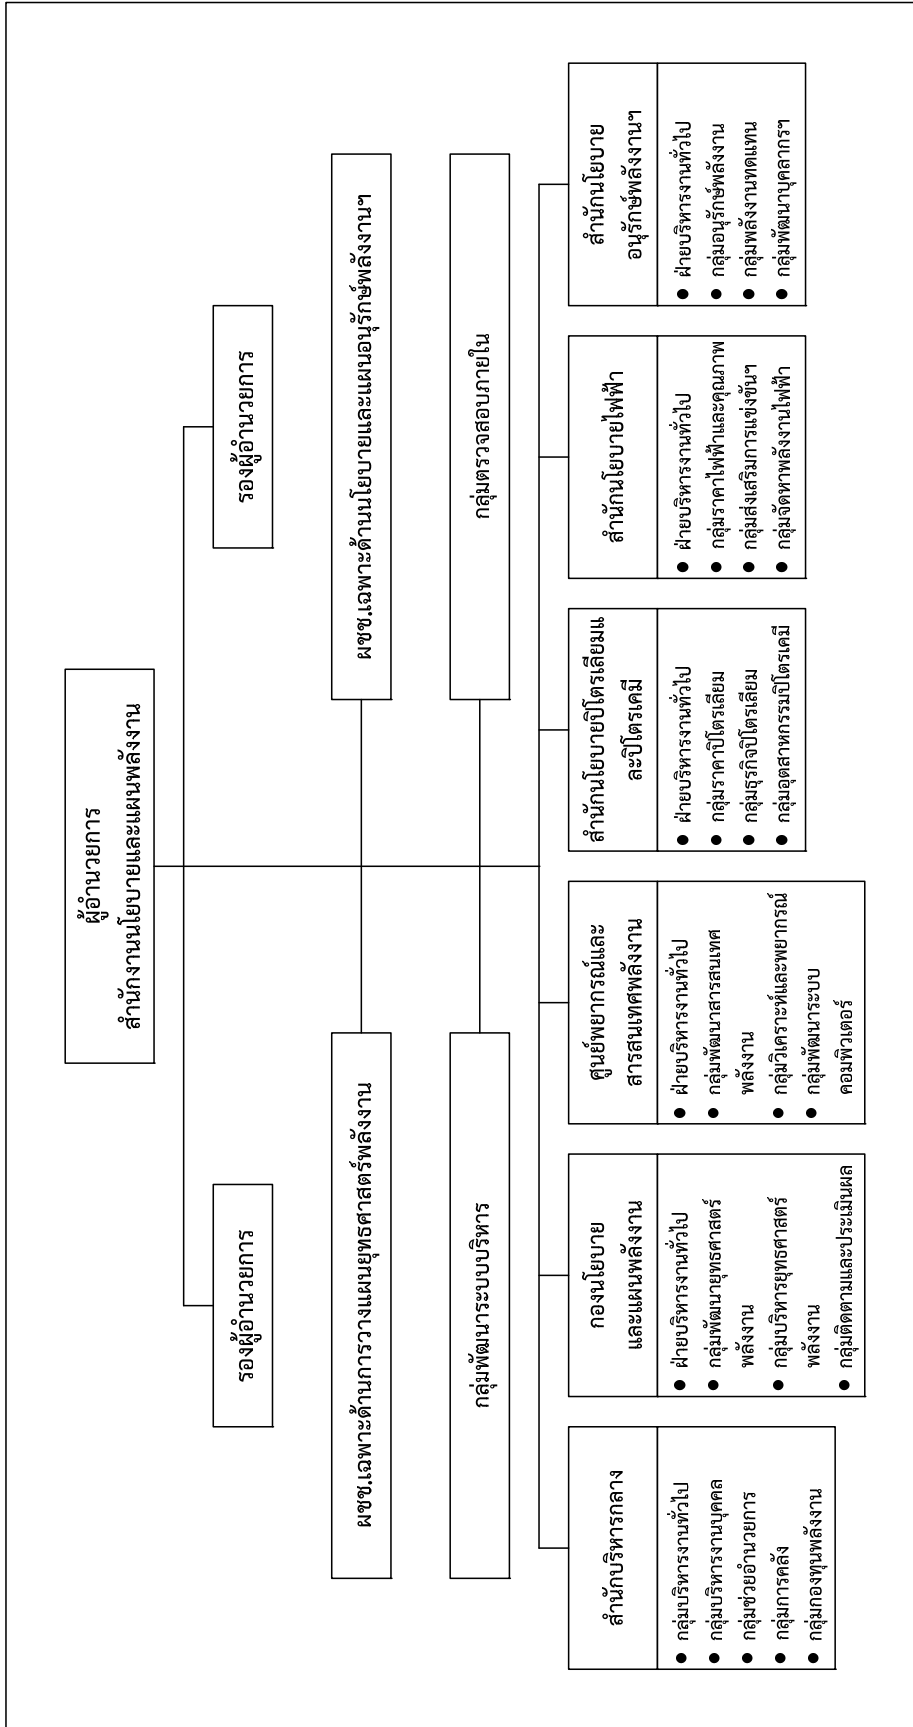 ผู้อำนวยการ
สำนักงานนโยบายและแผนพลังงาน
รองผู้อำนวยการ
รองผู้อำนวยการ
ผชช.เฉพาะด้านการวางแผนยุทธศาสตร์พลังงาน
ผชช.เฉพาะด้านนโยบายและแผนอนุรักษ์พลังงานฯ
กลุ่มพัฒนาระบบบริหาร
กลุ่มตรวจสอบภายใน
สำนักบริหารกลาง
● กลุ่มบริหารงานทั่วไป
● กลุ่มบริหารงานบุคคล
● กลุ่มช่วยอำนวยการ
● กลุ่มการคลัง
● กลุ่มกองทุนพลังงาน
กองนโยบาย
และแผนพลังงาน
● ฝ่ายบริหารงานทั่วไป
● กลุ่มพัฒนายุทธศาสตร์
พลังงาน
● กลุ่มบริหารยุทธศาสตร์
พลังงาน
● กลุ่มติดตามและประเมินผล
ศูนย์พยากรณ์และ
สารสนเทศพลังงาน
● ฝ่ายบริหารงานทั่วไป
● กลุ่มพัฒนาสารสนเทศ
พลังงาน
● กลุ่มวิเคราะห์และพยากรณ์
● กลุ่มพัฒนาระบบ
คอมพิวเตอร์
สำนักนโยบายปิโตรเลียมแ
ละปิโตรเคมี
● ฝ่ายบริหารงานทั่วไป
● กลุ่มราคาปิโตรเลียม
● กลุ่มธุรกิจปิโตรเลียม
● กลุ่มอุตสาหกรรมปิโตรเคมี
สำนักนโยบายไฟฟ้า
● ฝ่ายบริหารงานทั่วไป
● กลุ่มราคาไฟฟ้าและคุณภาพ
● กลุ่มส่งเสริมการแข่งขันฯ
● กลุ่มจัดหาพลังงานไฟฟ้า
สำนักนโยบาย
อนุรักษ์พลังงานฯ
● ฝ่ายบริหารงานทั่วไป
● กลุ่มอนุรักษ์พลังงาน
● กลุ่มพลังงานทดแทน
● กลุ่มพัฒนาบุคลากรฯ